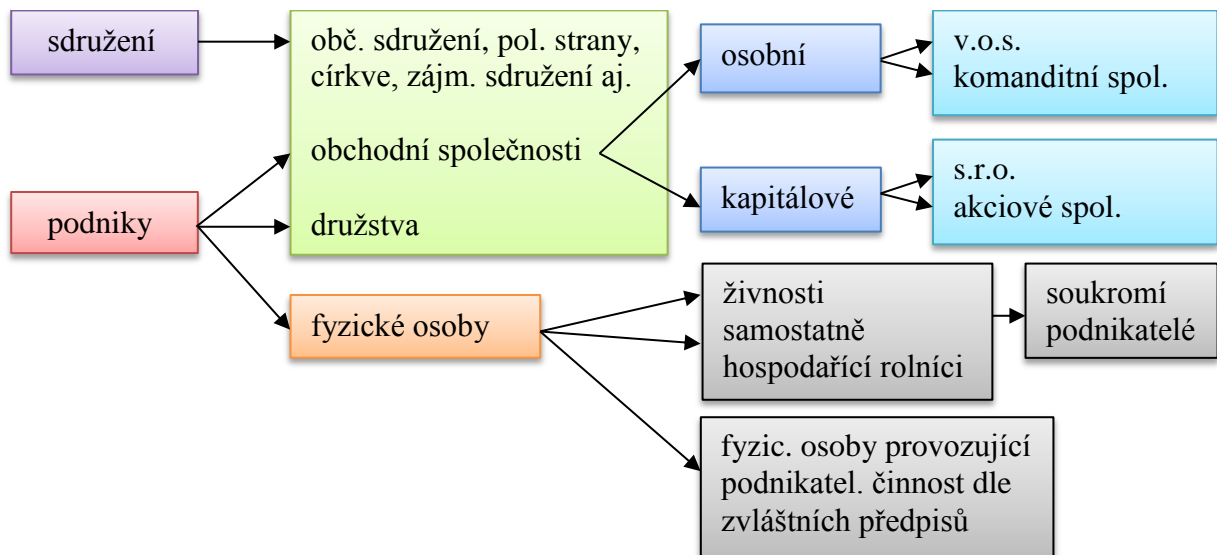 sdružení
obč. sdružení, pol. strany,
církve, zájm. sdružení aj.
obchodní společnosti
družstva
osobní
v.o.s.
komanditní spol.
kapitálové
s.r.o.
akciové spol.
podniky
fyzické osoby
živnosti
samostatně
hospodařící rolníci
soukromí
podnikatelé
fyzic. osoby provozující
podnikatel. činnost dle
zvláštních předpisů